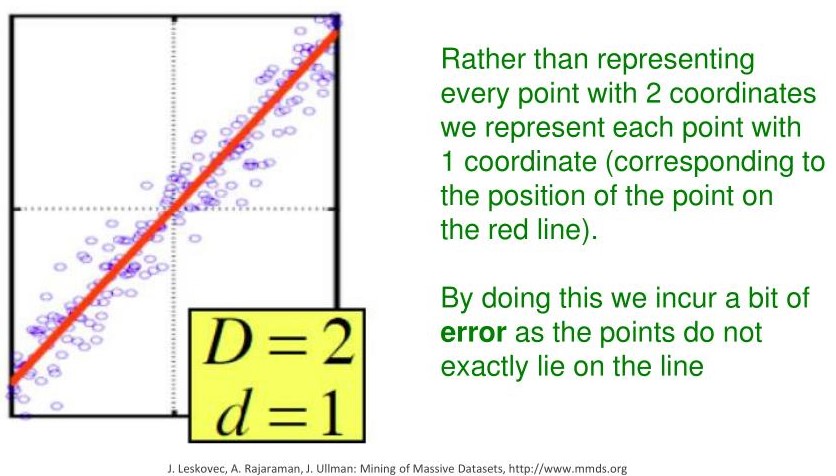 Rather than representing
every point with 2 coordinates
we represent each point with
1 coordinate (corresponding to
the position of the point on
the red line).
By doing this we incur a bit of
error as the points do not
exactly lie on the line
D = 2
d = 1
J. Leskovec, A. Rajaraman, J. Ullman: Mining of Massive Datasets, http://www.mmds.org